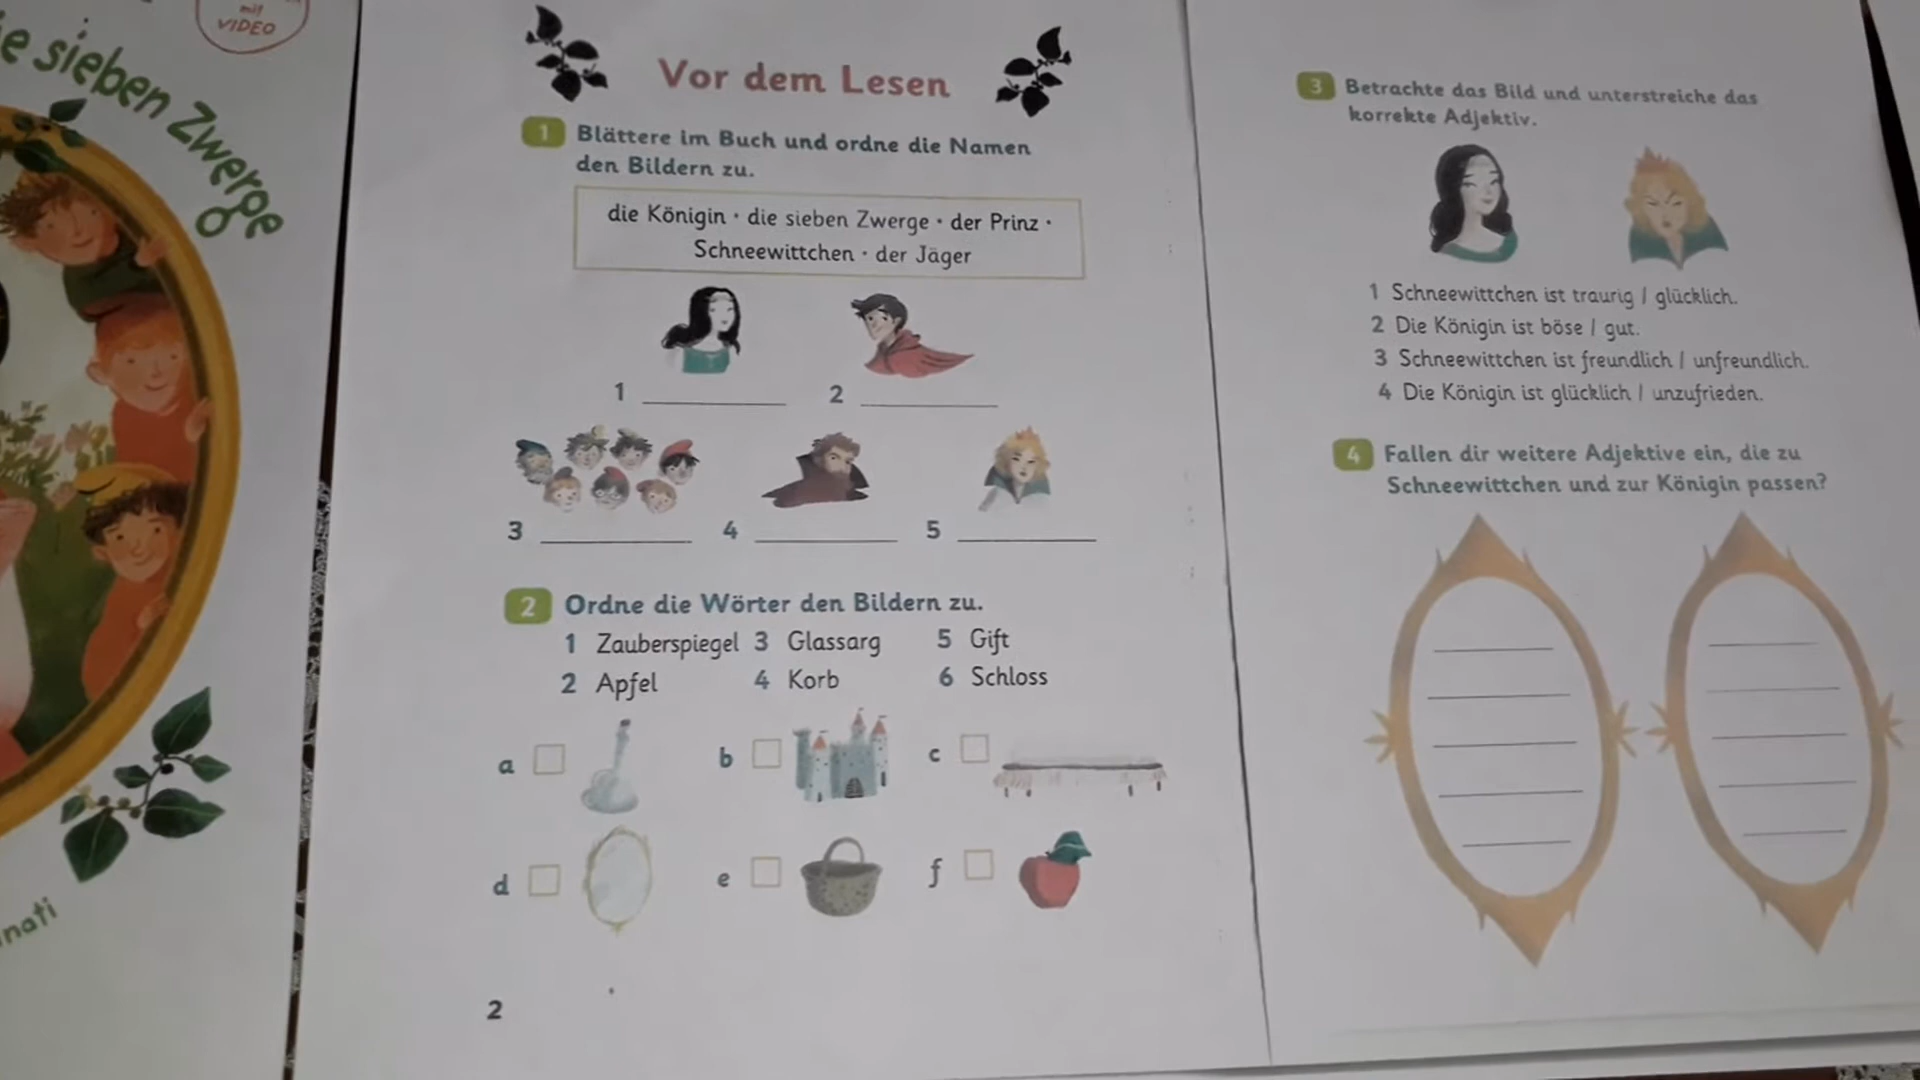 mit
VIDEO
sieben Zwerge
Vor dem Lesen
1 Blättere im Buch und ordne die Namen
den Bildern zu.
die Königin · die sieben Zwerge · der Prinz ·
Schneewittchen · der Jäger
1 2
3 4 5
2 Ordne die Wörter den Bildern zu.
1 Zauberspiegel 3 Glassarg 5 Gift
2 Apfel 4 Korb 6 Schloss
a b c
d e f
2
3 Betrachte das Bild und unterstreiche das
korrekte Adjektiv.
1 Schneewittchen ist traurig / glücklich.
2 Die Königin ist böse / gut.
3 Schneewittchen ist freundlich / unfreundlich.
4 Die Königin ist glücklich / unzufrieden.
4 Fallen dir weitere Adjektive ein, die zu
Schneewittchen und zur Königin passen?